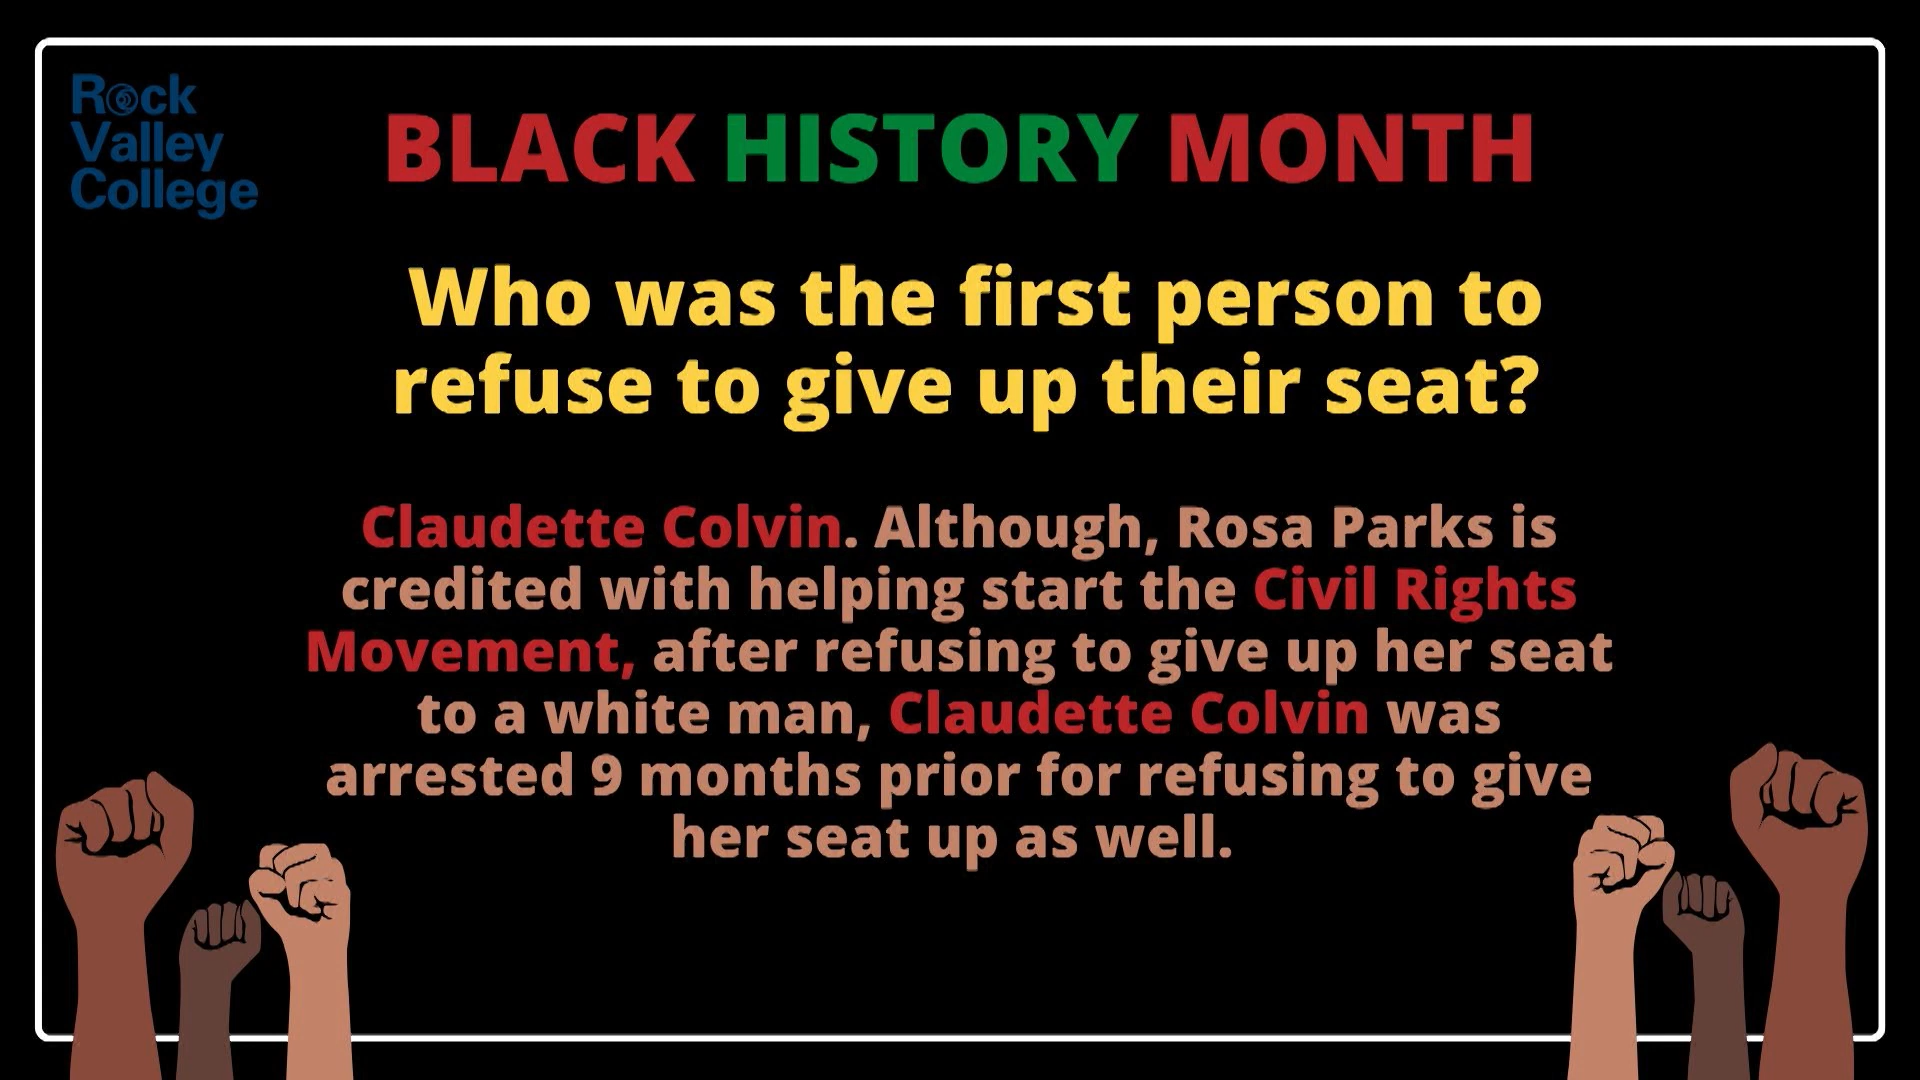 Rock
Valley
College
BLACK HISTORY MONTH
Who was the first person to
refuse to give up their seat?
Claudette Colvin. Although, Rosa Parks is
credited with helping start the Civil Rights
Movement, after refusing to give up her seat
to a white man, Claudette Colvin was
arrested 9 months prior for refusing to give
her seat up as well.